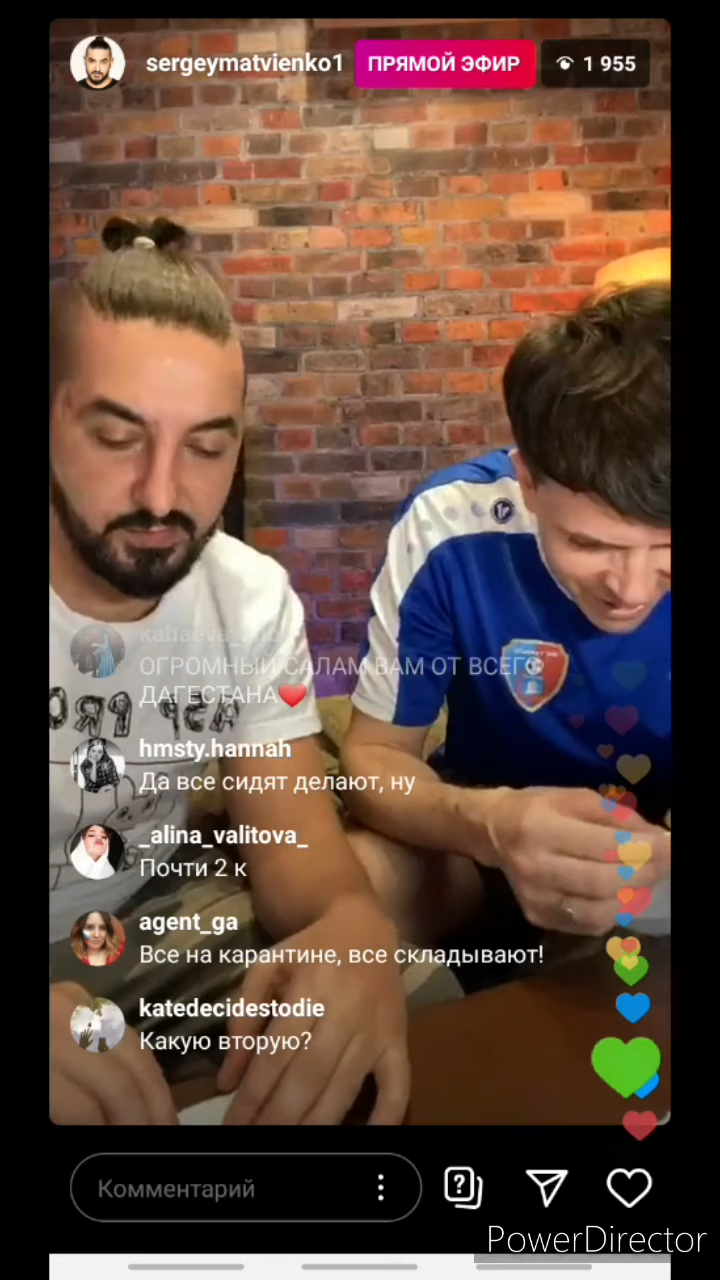 sergeymatvienko1 ПРЯМОЙ ЭФИР 1 955
ОГРОМНЫЙ САЛАМ ВАМ ОТ ВСЕГО
ДАГЕСТАНА❤️
hmsty.hannah
Да все сидят делают, ну
_alina_valitova_
Почти 2 к
agent_ga
Все на карантине, все складывают!
katedecidestodie
Какую вторую?
Комментарий
PowerDirector